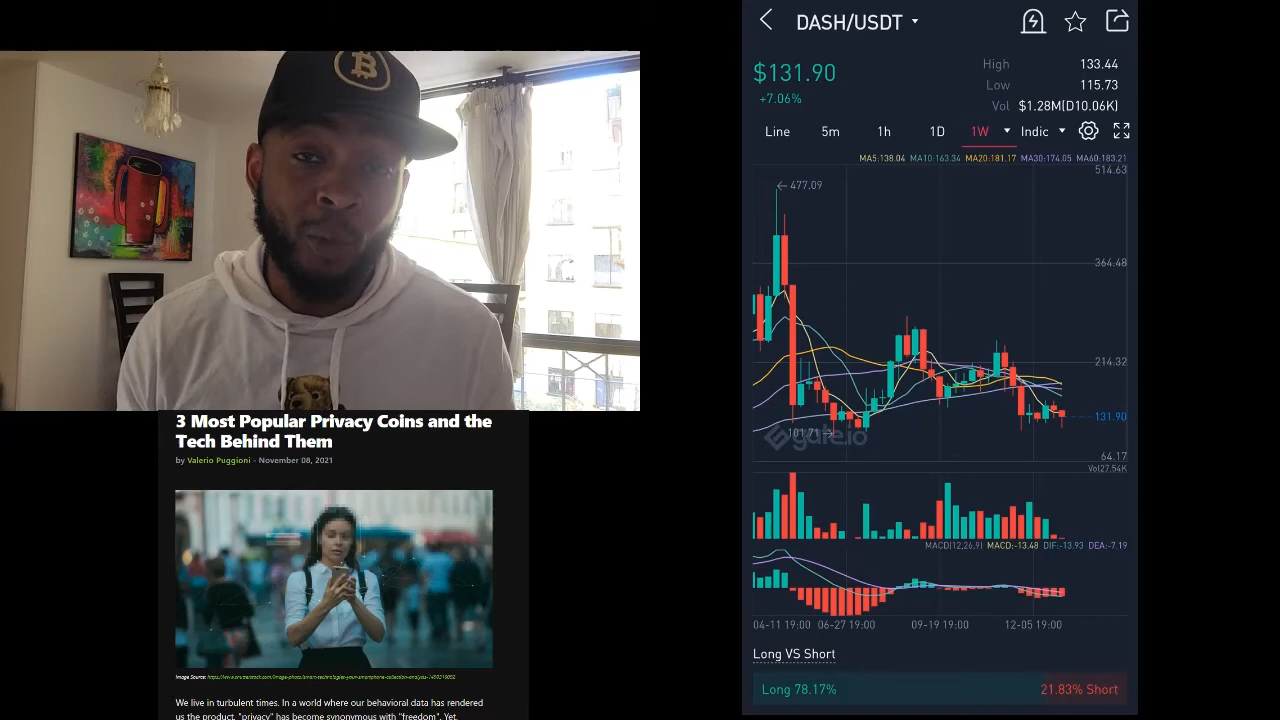 3 Most Popular Privacy Coins and the
Tech Behind Them
by Valerio Puggioni - November 08, 2021
We live in turbulent times. In a world where our behavioral data has rendered
us the product, "privacy" has become synonymous with "freedom". Yet,
DASH/USDT
$131.90
+7.06%
High 133.44
Low 115.73
Vol $1.28M(D10.06K)
Line 5m 1h 1D 1W Indic
MA5:138.04 MA10:163.34 MA20:181.17 MA30:174.05 MA60:183.21
514.63
477.09
364.48
214.32
131.90
101.71
gate.io
64.17
Vol27.54K
MACD(12,26,9) MACD:-13.48 DIF:-13.93 DEA:-7.19
04-11 19:00 06-27 19:00 09-19 19:00 12-05 19:00
Long VS Short
Long 78.17% 21.83% Short